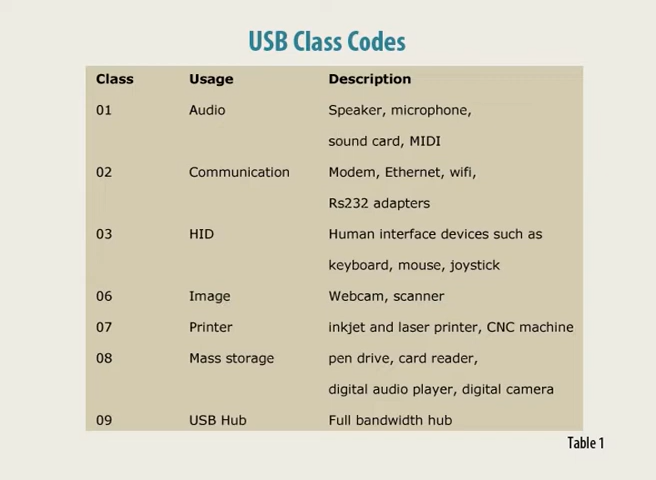 USB Class Codes
Class Usage Description
01 Audio Speaker, microphone,
sound card, MIDI
02 Communication Modem, Ethernet, wifi,
Rs232 adapters
03 HID Human interface devices such as
keyboard, mouse, joystick
06 Image Webcam, scanner
07 Printer inkjet and laser printer, CNC machine
08 Mass storage pen drive, card reader,
digital audio player, digital camera
09 USB Hub Full bandwidth hub
Table 1